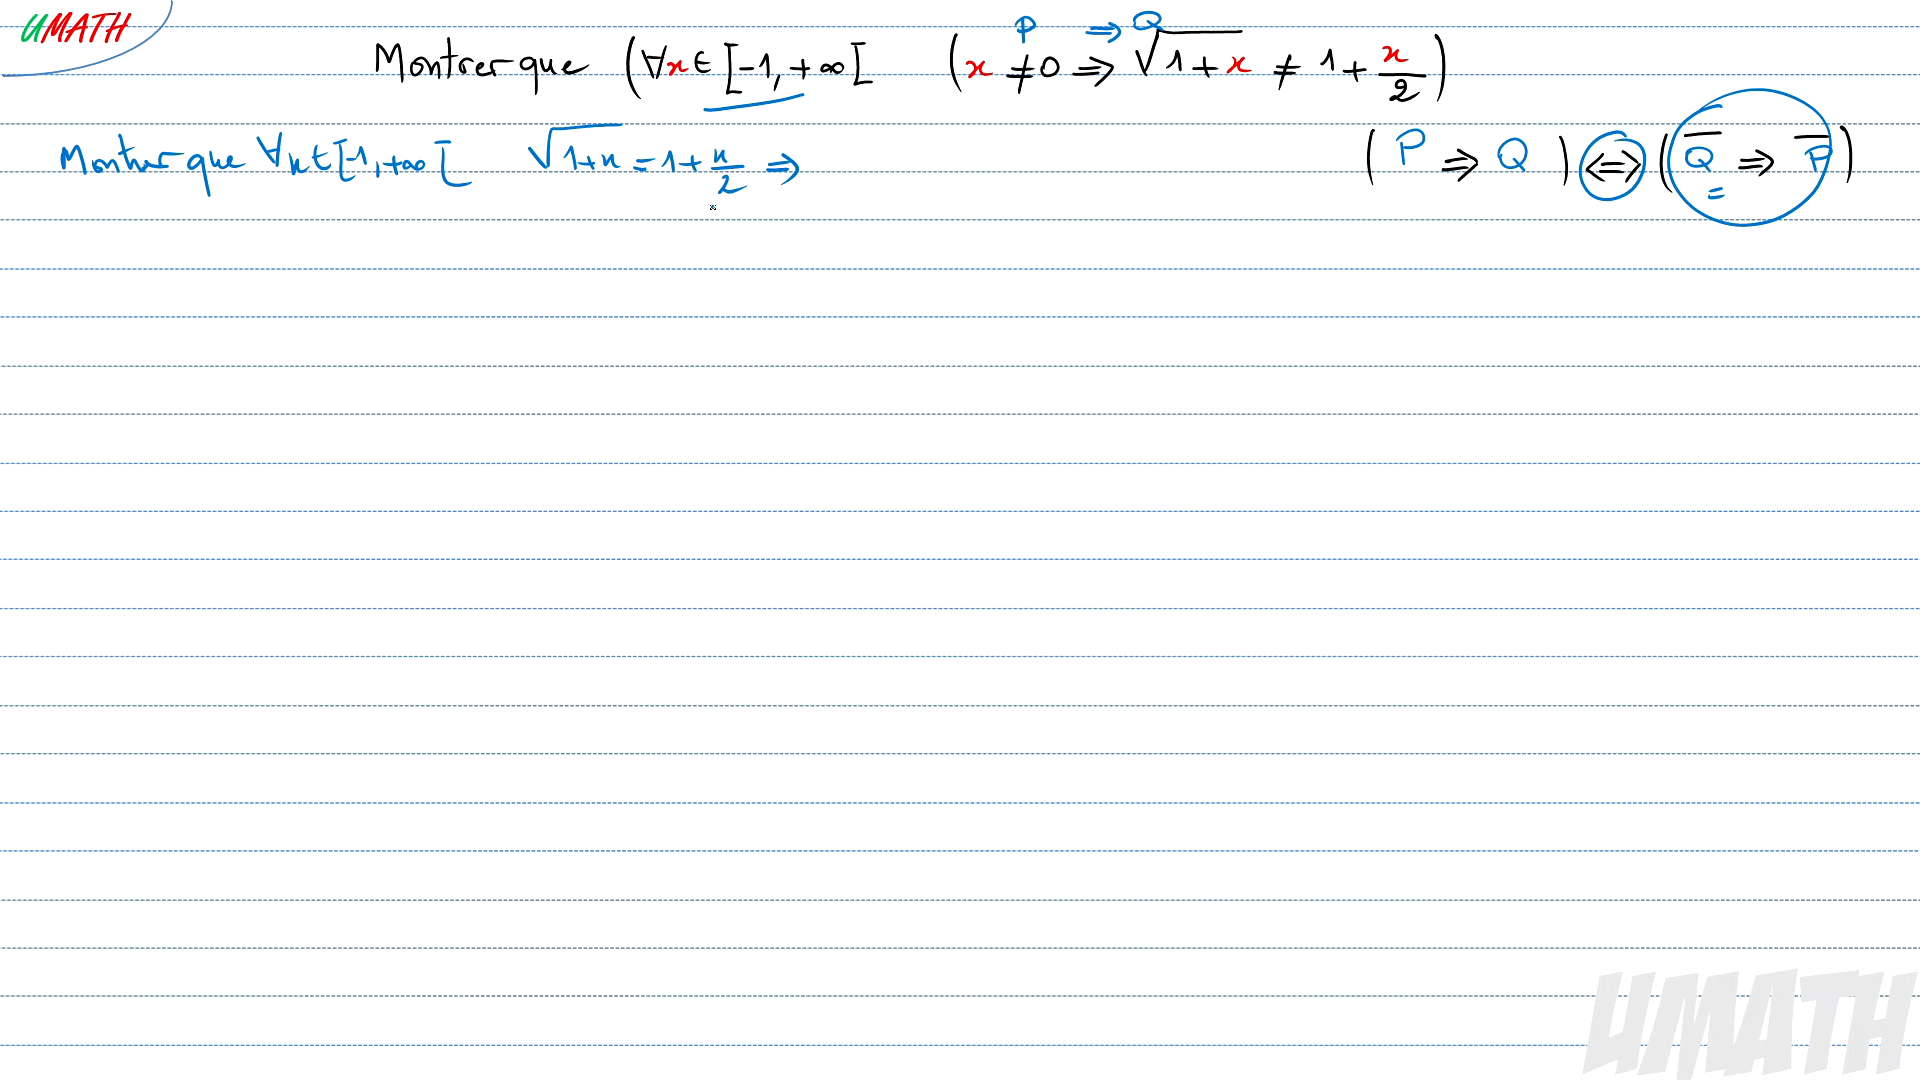 UMATH
P ⇒ Q
Montrer que (∀x ∈ [-1, +∞[ (x ≠ 0 ⇒ √(1+x) ≠ 1 + x/2)
Montrer que ∀x ∈ [-1, +∞[ √(1+x) = 1 + x/2 ⇒
(P ⇒ Q) ⇔ (Q̅ ⇒ P̅)
=
UMATH